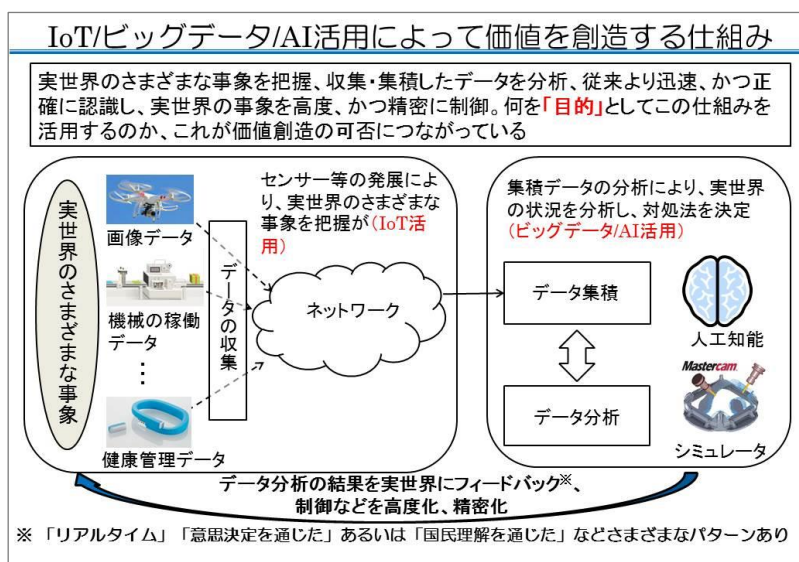 IoT/ビッグデータ/AI活用によって価値を創造する仕組み
実世界のさまざまな事象を把握、収集・集積したデータを分析、従来より迅速、かつ正
確に認識し、実世界の事象を高度、かつ精密に制御。何を「目的」としてこの仕組みを
活用するのか、これが価値創造の可否につながっている
実世界のさまざまな事象
画像データ
機械の稼働
データ
⋮
健康管理データ
データの収集
センサー等の発展によ
り、実世界のさまざまな
事象を把握が(IoT活
用)
ネットワーク
集積データの分析により、実世界
の状況を分析し、対処法を決定
(ビッグデータ/AI活用)
データ集積
データ分析
人工知能
Mastercam
シミュレータ
データ分析の結果を実世界にフィードバック※、
制御などを高度化、精密化
※ 「リアルタイム」「意思決定を通じた」あるいは「国民理解を通じた」などさまざまなパターンあり